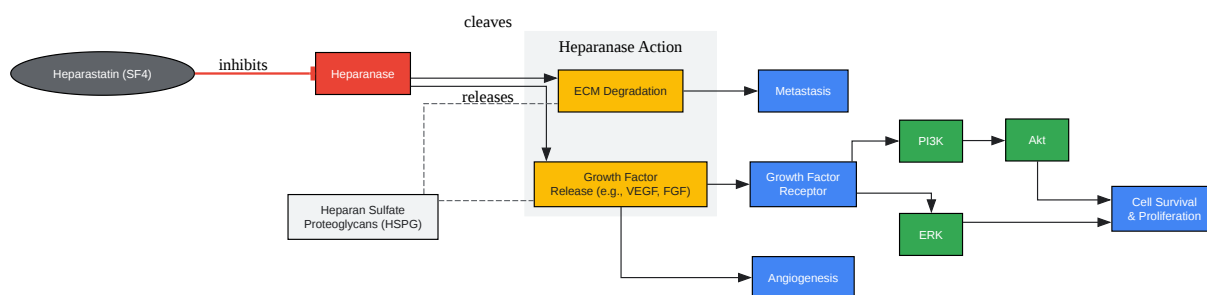 cleaves
Heparanase Action
inhibits
Heparastatin (SF4)
Heparanase
releases
ECM Degradation
Metastasis
PI3K
Akt
Growth Factor
Release (e.g., VEGF, FGF)
Growth Factor
Receptor
Heparan Sulfate
Proteoglycans (HSPG)
Cell Survival
& Proliferation
ERK
Angiogenesis